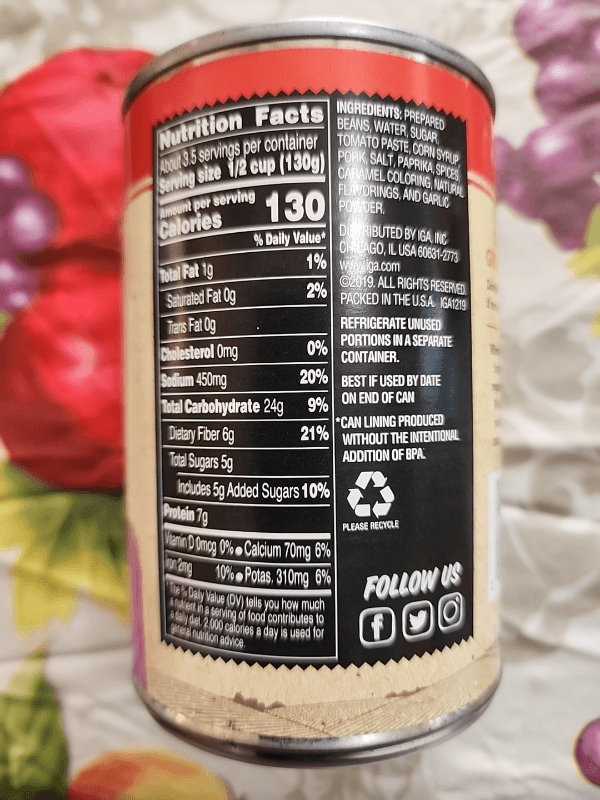 Nutrition Facts
About 3.5 servings per container
Serving size 1/2 cup (130g)
Amount per serving
Calories 130
% Daily Value*
Total Fat 1g 1%
Saturated Fat 0g 2%
Trans Fat 0g
Cholesterol 0mg 0%
Sodium 450mg 20%
Total Carbohydrate 24g 9%
Dietary Fiber 6g 21%
Total Sugars 5g
Includes 5g Added Sugars 10%
Protein 7g
Vitamin D 0mcg 0% • Calcium 70mg 6%
Iron 2mg 10% • Potas. 310mg 6%
*The % Daily Value (DV) tells you how much
a nutrient in a serving of food contributes to
a daily diet. 2,000 calories a day is used for
general nutrition advice.
INGREDIENTS: PREPARED
BEANS, WATER, SUGAR,
TOMATO PASTE, CORN SYRUP,
PORK, SALT, PAPRIKA, SPICES,
CARAMEL COLORING, NATURAL
FLAVORINGS, AND GARLIC
POWDER.
DISTRIBUTED BY IGA, INC
CHICAGO, IL USA 60631-2773
www.iga.com
©2019. ALL RIGHTS RESERVED.
PACKED IN THE U.S.A. IGA1219
REFRIGERATE UNUSED
PORTIONS IN A SEPARATE
CONTAINER.
BEST IF USED BY DATE
ON END OF CAN
*CAN LINING PRODUCED
WITHOUT THE INTENTIONAL
ADDITION OF BPA.
PLEASE RECYCLE
FOLLOW US